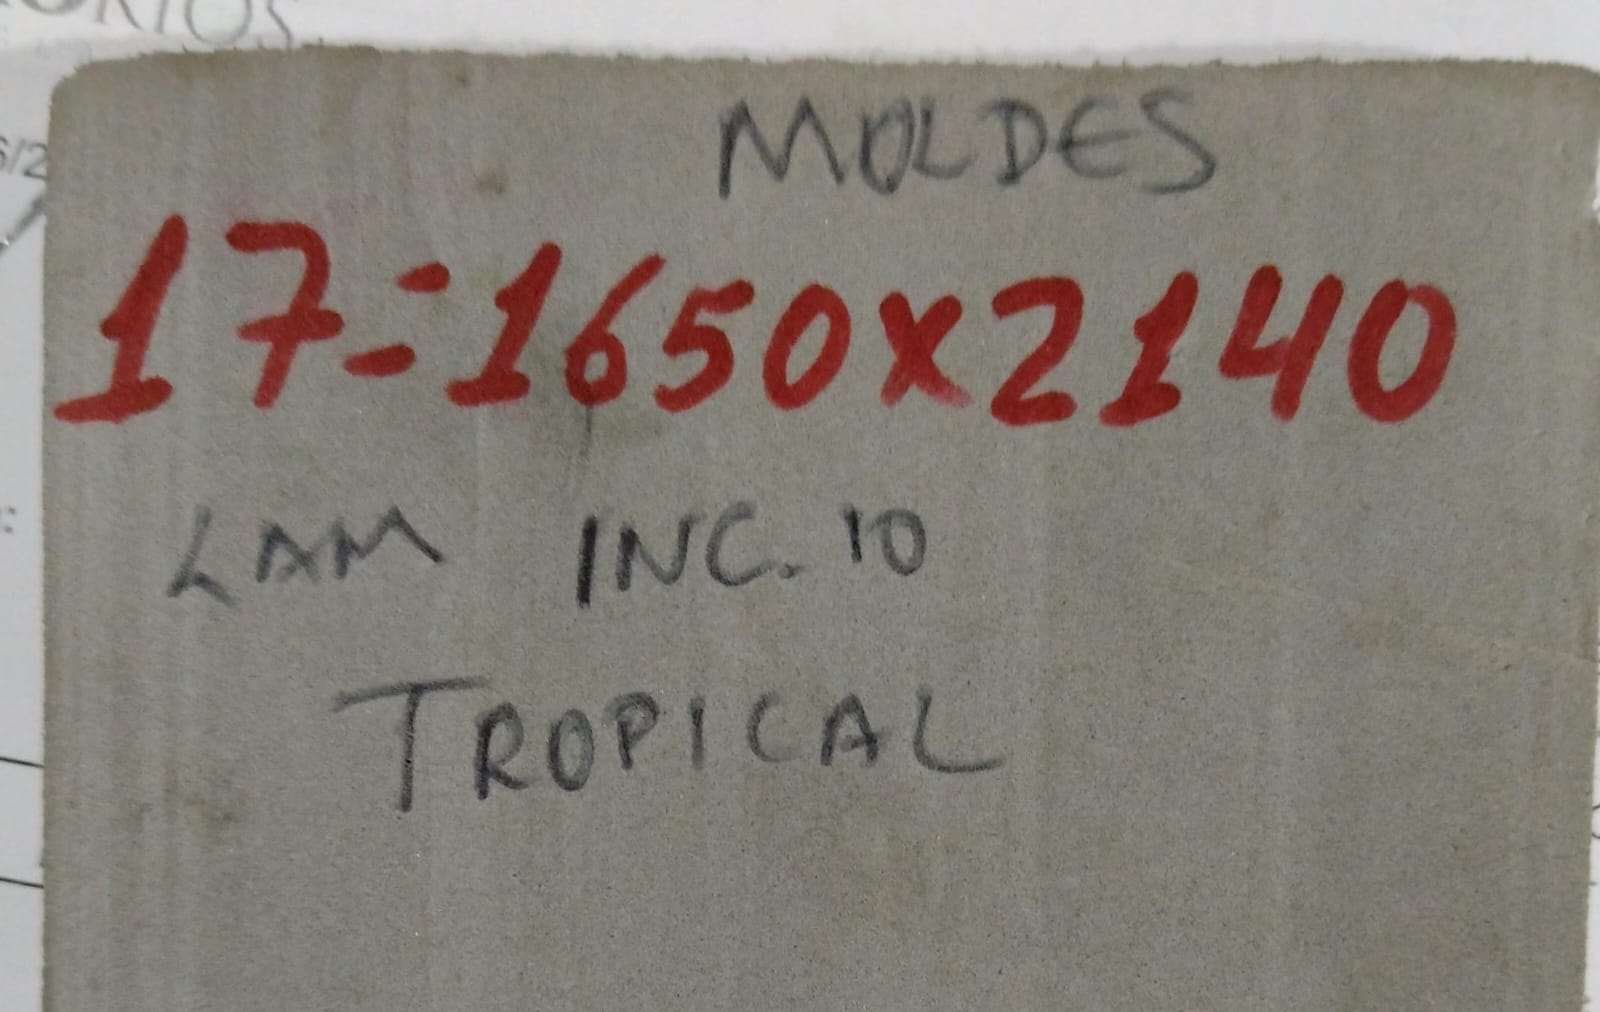 MOLDES
17=1650x2140
LAM INC. 10
TROPICAL